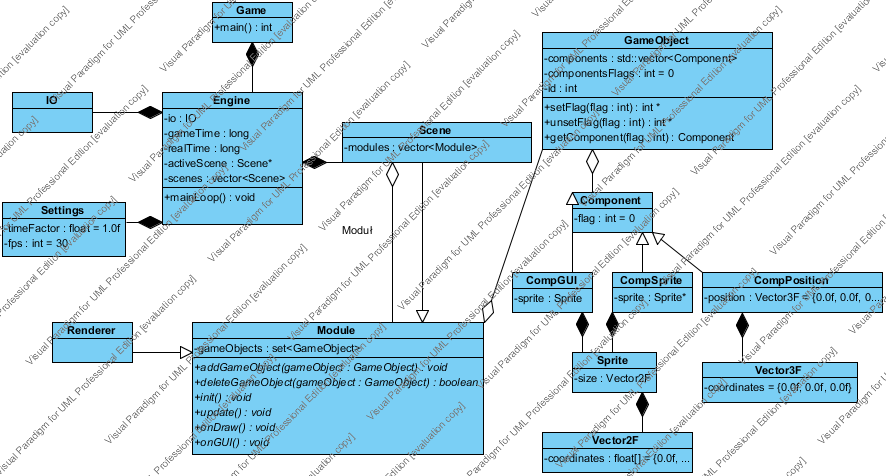 Game
+main() : int
GameObject
-components : std::vector<Component>
-componentsFlags : int = 0
-id : int
+setFlag(flag : int) : int *
+unsetFlag(flag : int) : int *
+getComponent(flag : int) : Component
IO
Engine
-io : IO
-gameTime : long
-realTime : long
-activeScene : Scene*
-scenes : vector<Scene>
+mainLoop() : void
Scene
-modules : vector<Module>
Settings
-timeFactor : float = 1.0f
-fps : int = 30
Moduł
Component
-flag : int = 0
CompGUI
-sprite : Sprite
CompSprite
-sprite : Sprite*
CompPosition
-position : Vector3F = {0.0f, 0.0f, 0...
Renderer
Module
-gameObjects : set<GameObject>
+addGameObject(gameObject : GameObject) : void
+deleteGameObject(gameObject : GameObject) : boolean
+init() : void
+update() : void
+onDraw() : void
+onGUI() : void
Sprite
-size : Vector2F
Vector3F
-coordinates = {0.0f, 0.0f, 0.0f}
Vector2F
-coordinates : float[] = {0.0f, ...
Visual Paradigm for UML Professional Edition [evaluation copy]